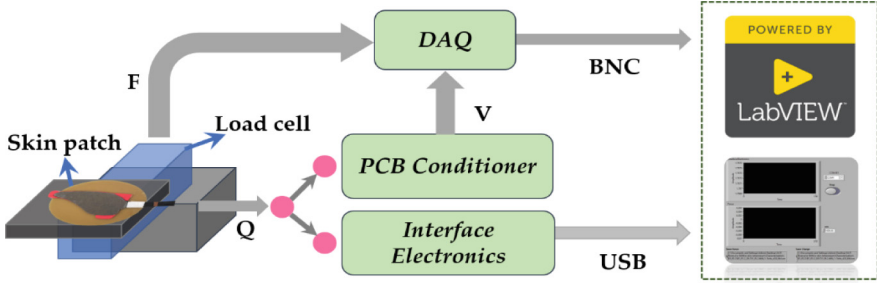 POWERED BY
LabVIEW
DAQ
BNC
F
V
Load cell
Skin patch
PCB Conditioner
Q
Interface
Electronics
USB